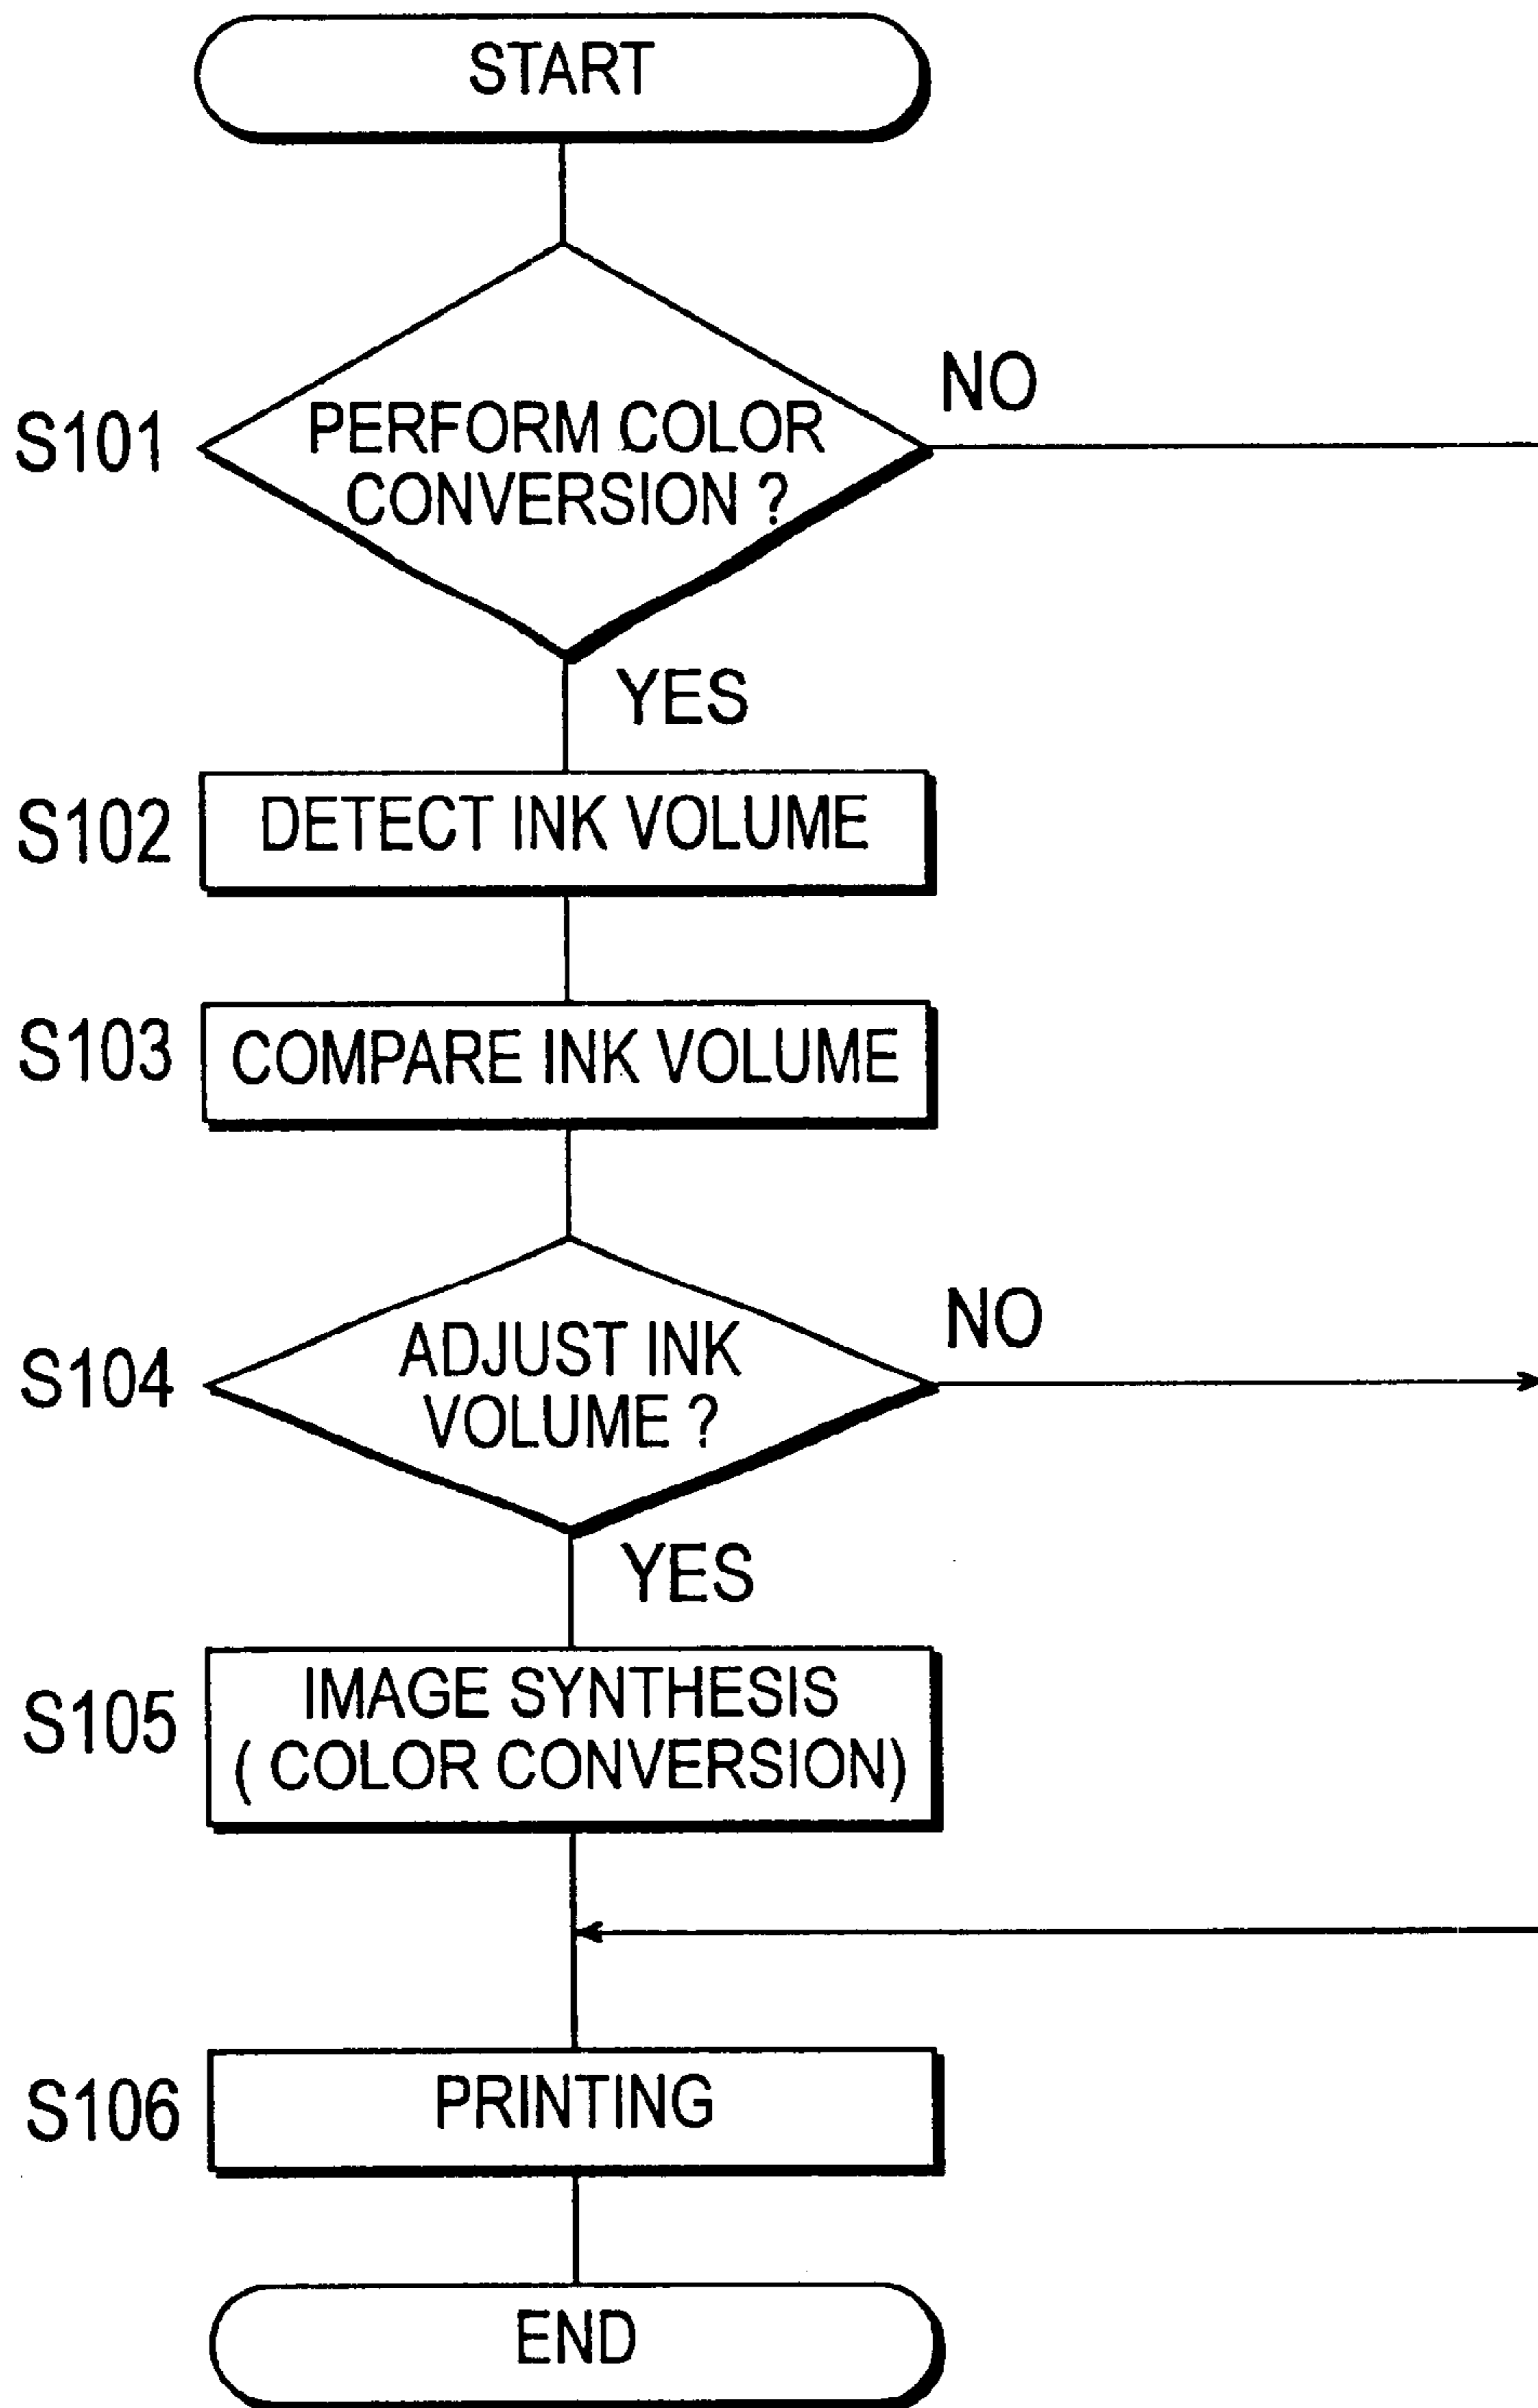 START
S101
PERFORM COLOR
CONVERSION ?
NO
YES
S102
DETECT INK VOLUME
S103
COMPARE INK VOLUME
S104
ADJUST INK
VOLUME ?
NO
YES
S105
IMAGE SYNTHESIS
( COLOR CONVERSION)
S106
PRINTING
END